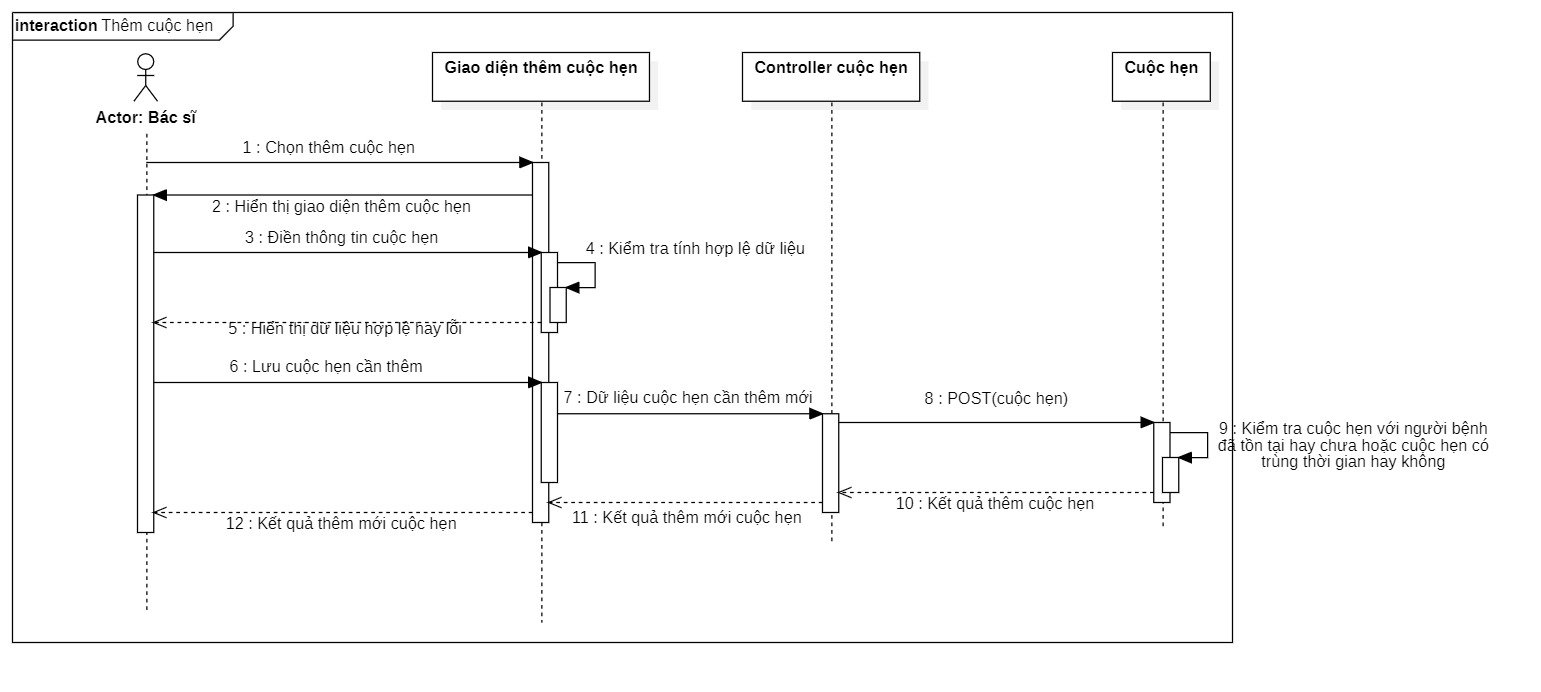 interaction Thêm cuộc hẹn
Giao diện thêm cuộc hẹn
Controller cuộc hẹn
Cuộc hẹn
Actor: Bác sĩ
1 : Chọn thêm cuộc hẹn
2 : Hiển thị giao diện thêm cuộc hẹn
3 : Điền thông tin cuộc hẹn
4 : Kiểm tra tính hợp lệ dữ liệu
5 : Hiển thị dữ liệu hợp lệ hay lỗi
6 : Lưu cuộc hẹn cần thêm
7 : Dữ liệu cuộc hẹn cần thêm mới
8 : POST(cuộc hẹn)
9 : Kiểm tra cuộc hẹn với người bệnh
đã tồn tại hay chưa hoặc cuộc hẹn có
trùng thời gian hay không
10 : Kết quả thêm cuộc hẹn
11 : Kết quả thêm mới cuộc hẹn
12 : Kết quả thêm mới cuộc hẹn